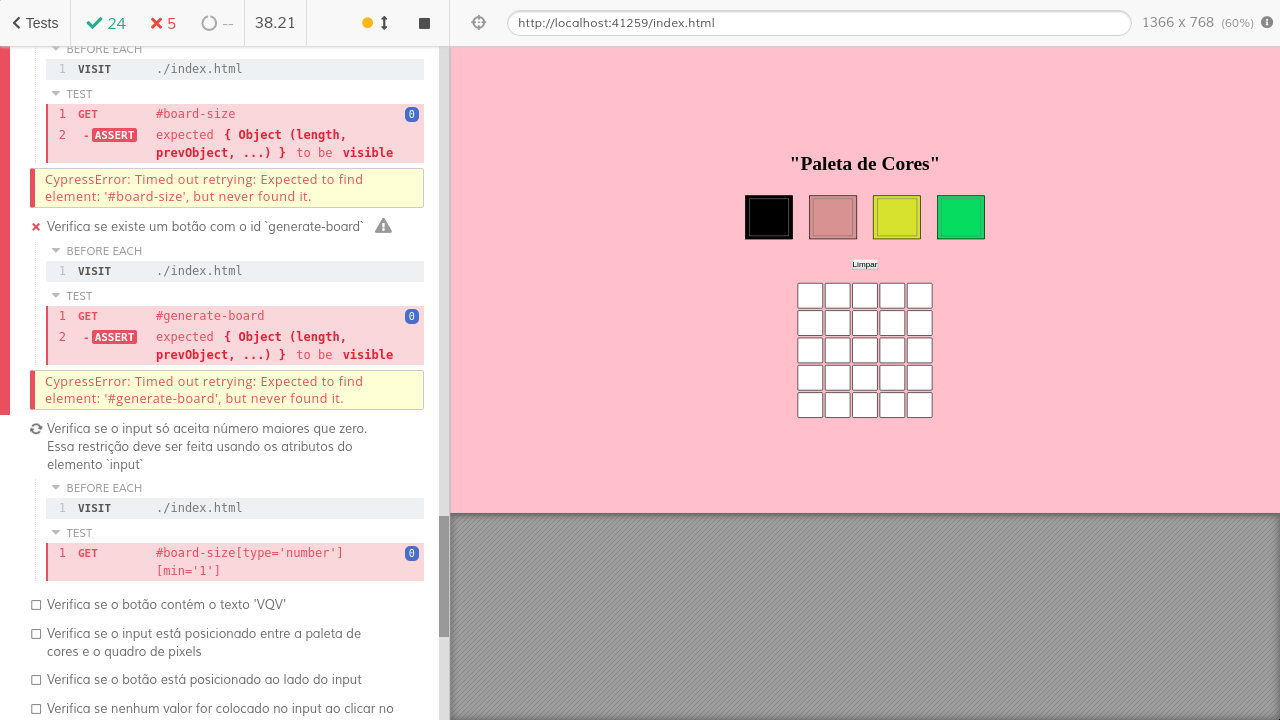 Tests
24
5
--
38.21
http://localhost:41259/index.html
1366 x 768 (60%)
BEFORE EACH
1 VISIT ./index.html
TEST
1 GET #board-size 0
2 - ASSERT expected { Object (length,
prevObject, ...) } to be visible
CypressError: Timed out retrying: Expected to find
element: '#board-size', but never found it.
Verifica se existe um botão com o id `generate-board`
BEFORE EACH
1 VISIT ./index.html
TEST
1 GET #generate-board 0
2 - ASSERT expected { Object (length,
prevObject, ...) } to be visible
CypressError: Timed out retrying: Expected to find
element: '#generate-board', but never found it.
Verifica se o input só aceita número maiores que zero.
Essa restrição deve ser feita usando os atributos do
elemento `input`
BEFORE EACH
1 VISIT ./index.html
TEST
1 GET #board-size[type='number'] 0
[min='1']
Verifica se o botão contém o texto 'VQV'
Verifica se o input está posicionado entre a paleta de
cores e o quadro de pixels
Verifica se o botão está posicionado ao lado do input
Verifica se nenhum valor for colocado no input ao clicar no
"Paleta de Cores"
Limpar